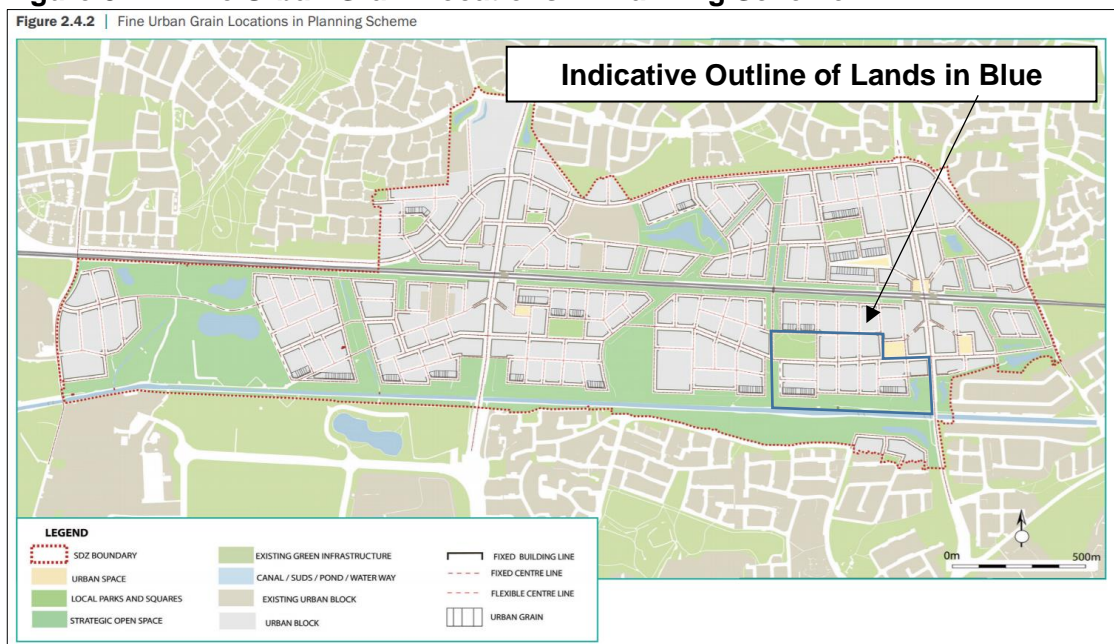 Figure 2.4.2 | Fine Urban Grain Locations in Planning Scheme
Indicative Outline of Lands in Blue
0m 500m
LEGEND
SDZ BOUNDARY
URBAN SPACE
LOCAL PARKS AND SQUARES
STRATEGIC OPEN SPACE
EXISTING GREEN INFRASTRUCTURE
CANAL / SUDS / POND / WATER WAY
EXISTING URBAN BLOCK
URBAN BLOCK
FIXED BUILDING LINE
FIXED CENTRE LINE
FLEXIBLE CENTRE LINE
URBAN GRAIN